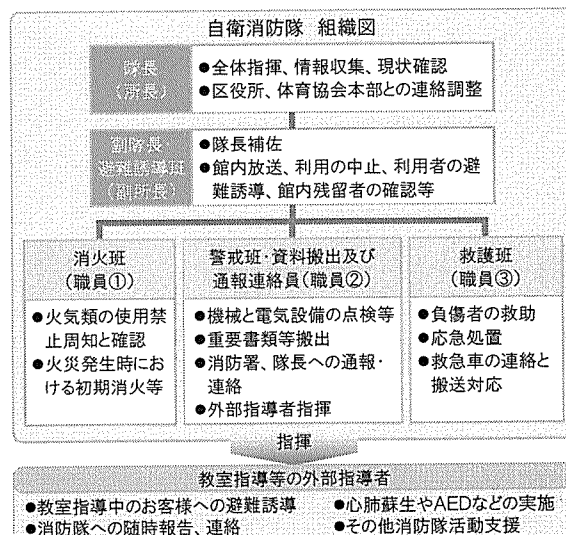 自衛消防隊 組織図
隊長
(所長)
●全体指揮、情報収集、現状確認
●区役所、体育協会本部との連絡調整
副隊長
避難誘導班
(副所長)
●隊長補佐
●館内放送、利用の中止、利用者の避
難誘導、館内残留者の確認等
消火班
(職員①)
●火気類の使用禁
止周知と確認
●火災発生時にお
ける初期消火等
警戒班・資料搬出及び
通報連絡員(職員②)
●機械と電気設備の点検等
●重要書類等搬出
●消防署、隊長への通報・
連絡
●外部指導者指揮
救護班
(職員③)
●負傷者の救助
●応急処置
●救急車の連絡と
搬送対応
指揮
教室指導等の外部指導者
●教室指導中のお客様への避難誘導
●消防隊への随時報告、連絡
●心肺蘇生やAEDなどの実施
●その他消防隊活動支援